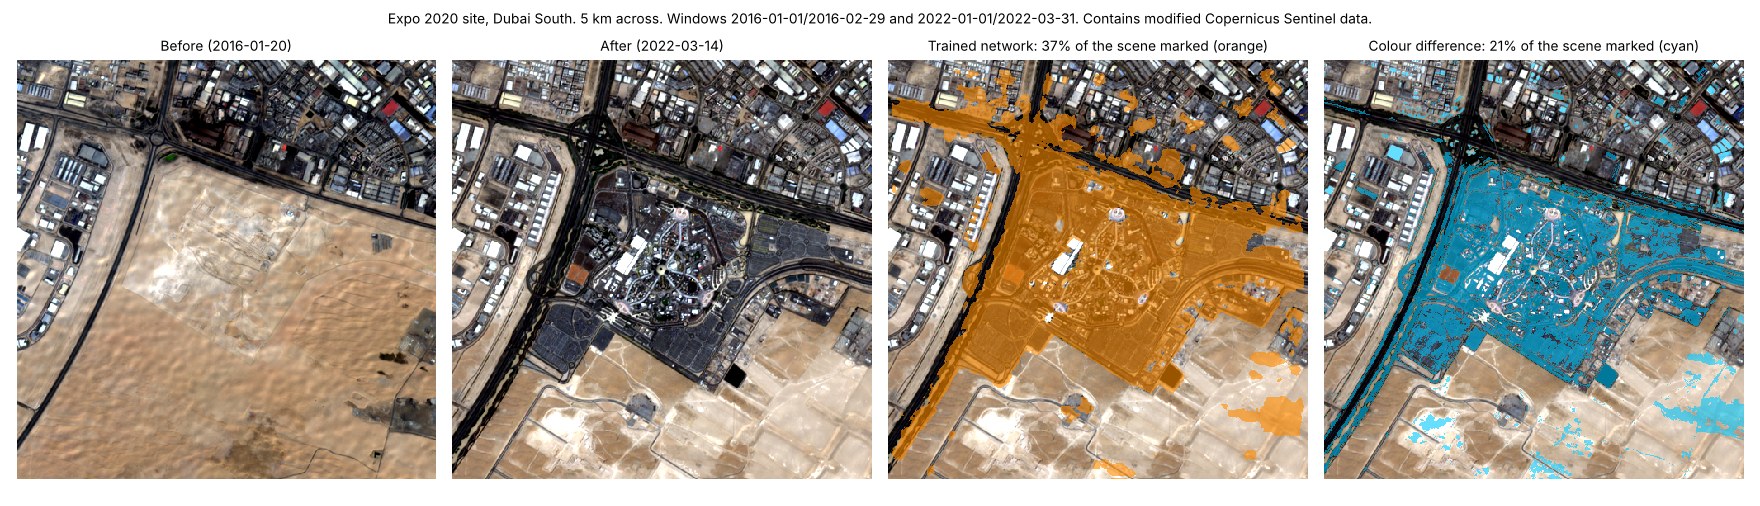 Expo 2020 site, Dubai South. 5 km across. Windows 2016-01-01/2016-02-29 and 2022-01-01/2022-03-31. Contains modified Copernicus Sentinel data.
Before (2016-01-20)
After (2022-03-14)
Trained network: 37% of the scene marked (orange)
Colour difference: 21% of the scene marked (cyan)